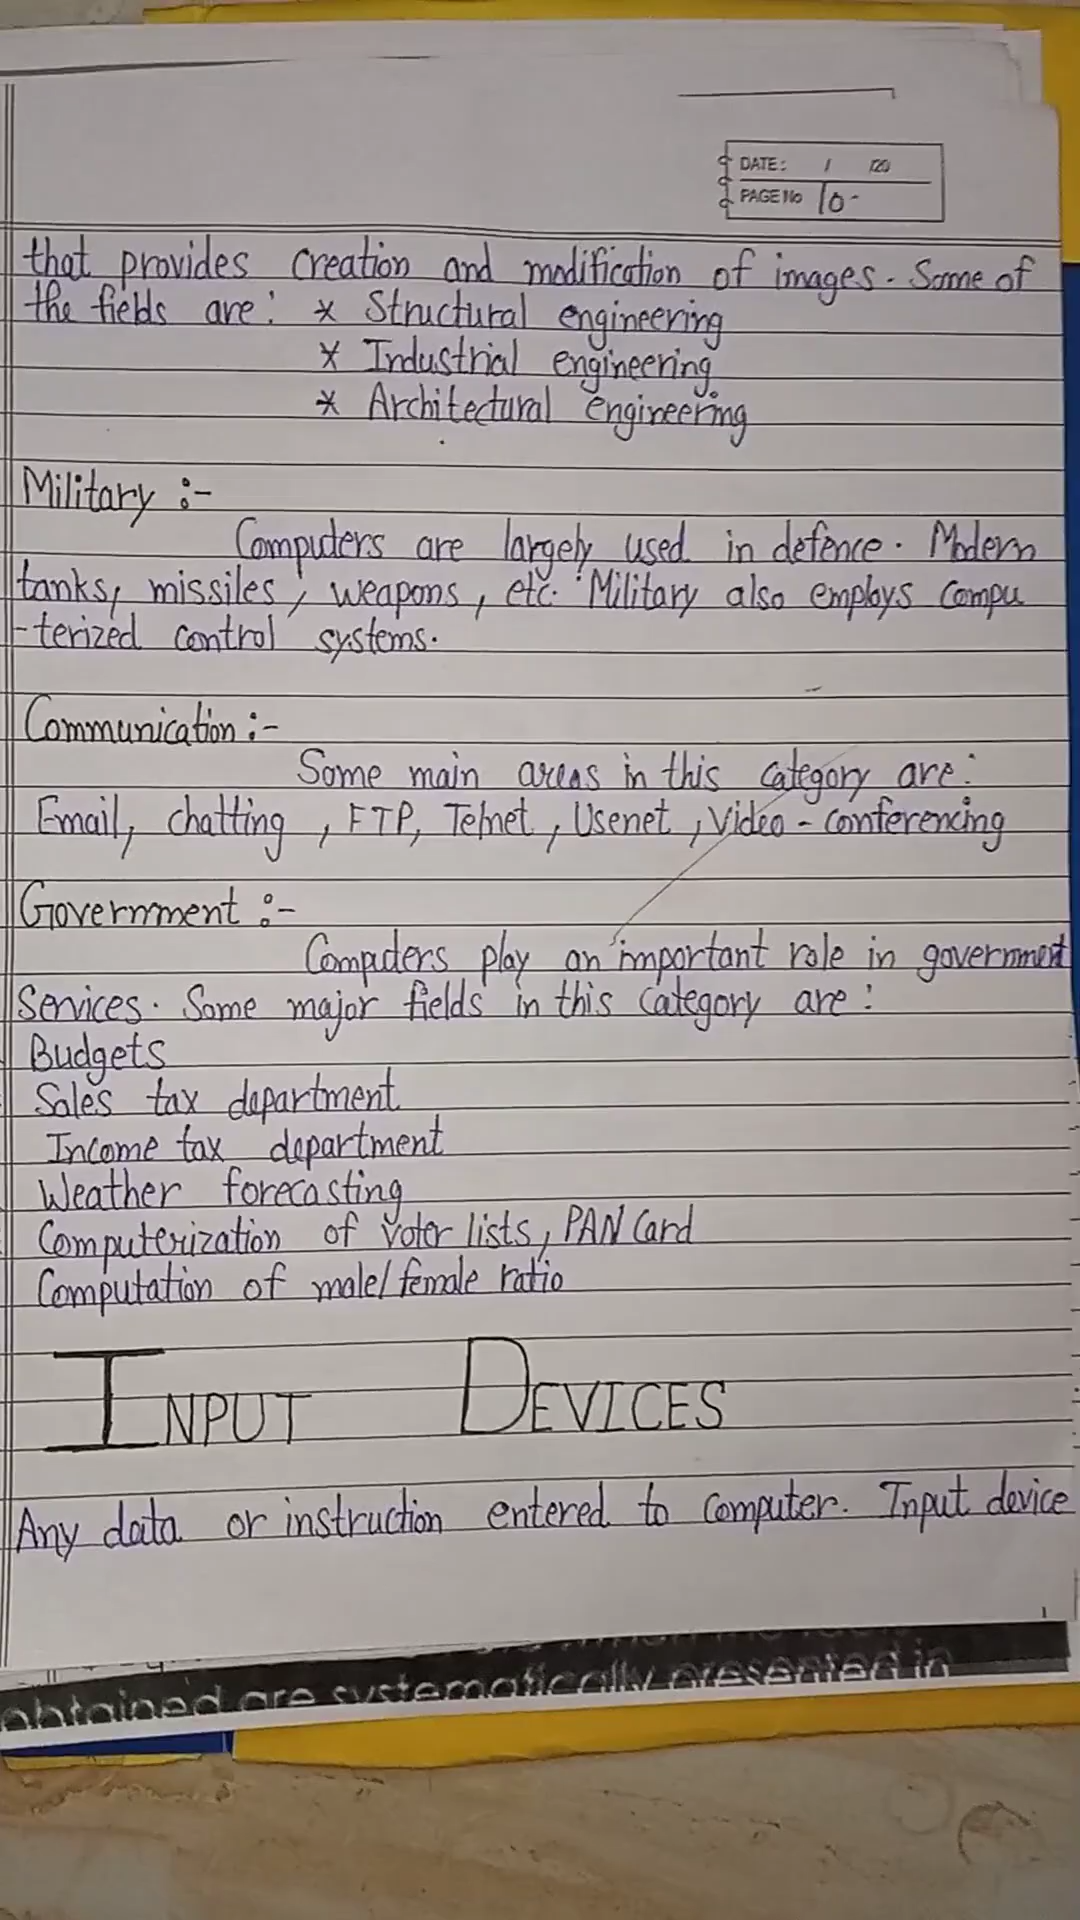 DATE: / /20
PAGE No 10-
that provides creation and modification of images. Some of
the fields are: * Structural engineering
* Industrial engineering
* Architectural engineering
Military :-
Computers are largely used in defence. Modern
tanks, missiles, weapons, etc. Military also employs compu
-terized control systems.
Communication :-
Some main areas in this category are:
Email, chatting, FTP, Telnet, Usenet, Video-conferencing
Government :-
Computers play an important role in government
Services. Some major fields in this category are:
Budgets
Sales tax department
Income tax department
Weather forecasting
Computerization of voter lists, PAN Card
Computation of male/female ratio
INPUT DEVICES
Any data or instruction entered to computer. Input device
obtained are systematically presented in